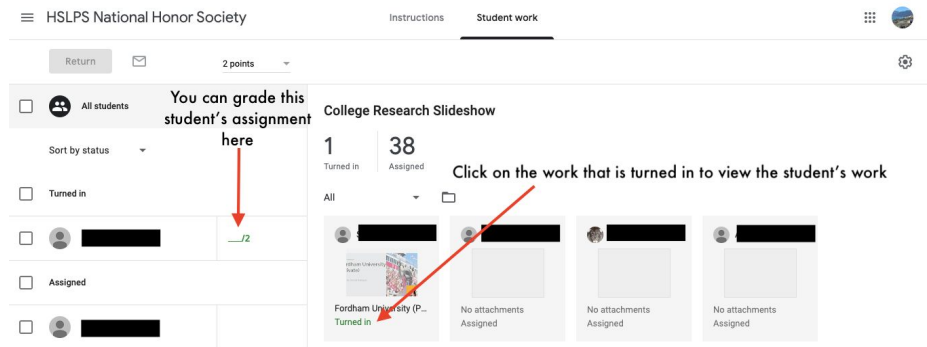 HSLPS National Honor Society
Instructions
Student work
Return
2 points
All students
You can grade this
student's assignment
here
Sort by status
Turned in
__/2
Assigned
College Research Slideshow
1
Turned in
38
Assigned
Click on the work that is turned in to view the student's work
All
Fordham University (P...
Turned in
No attachments
Assigned
No attachments
Assigned
No attachments
Assigned